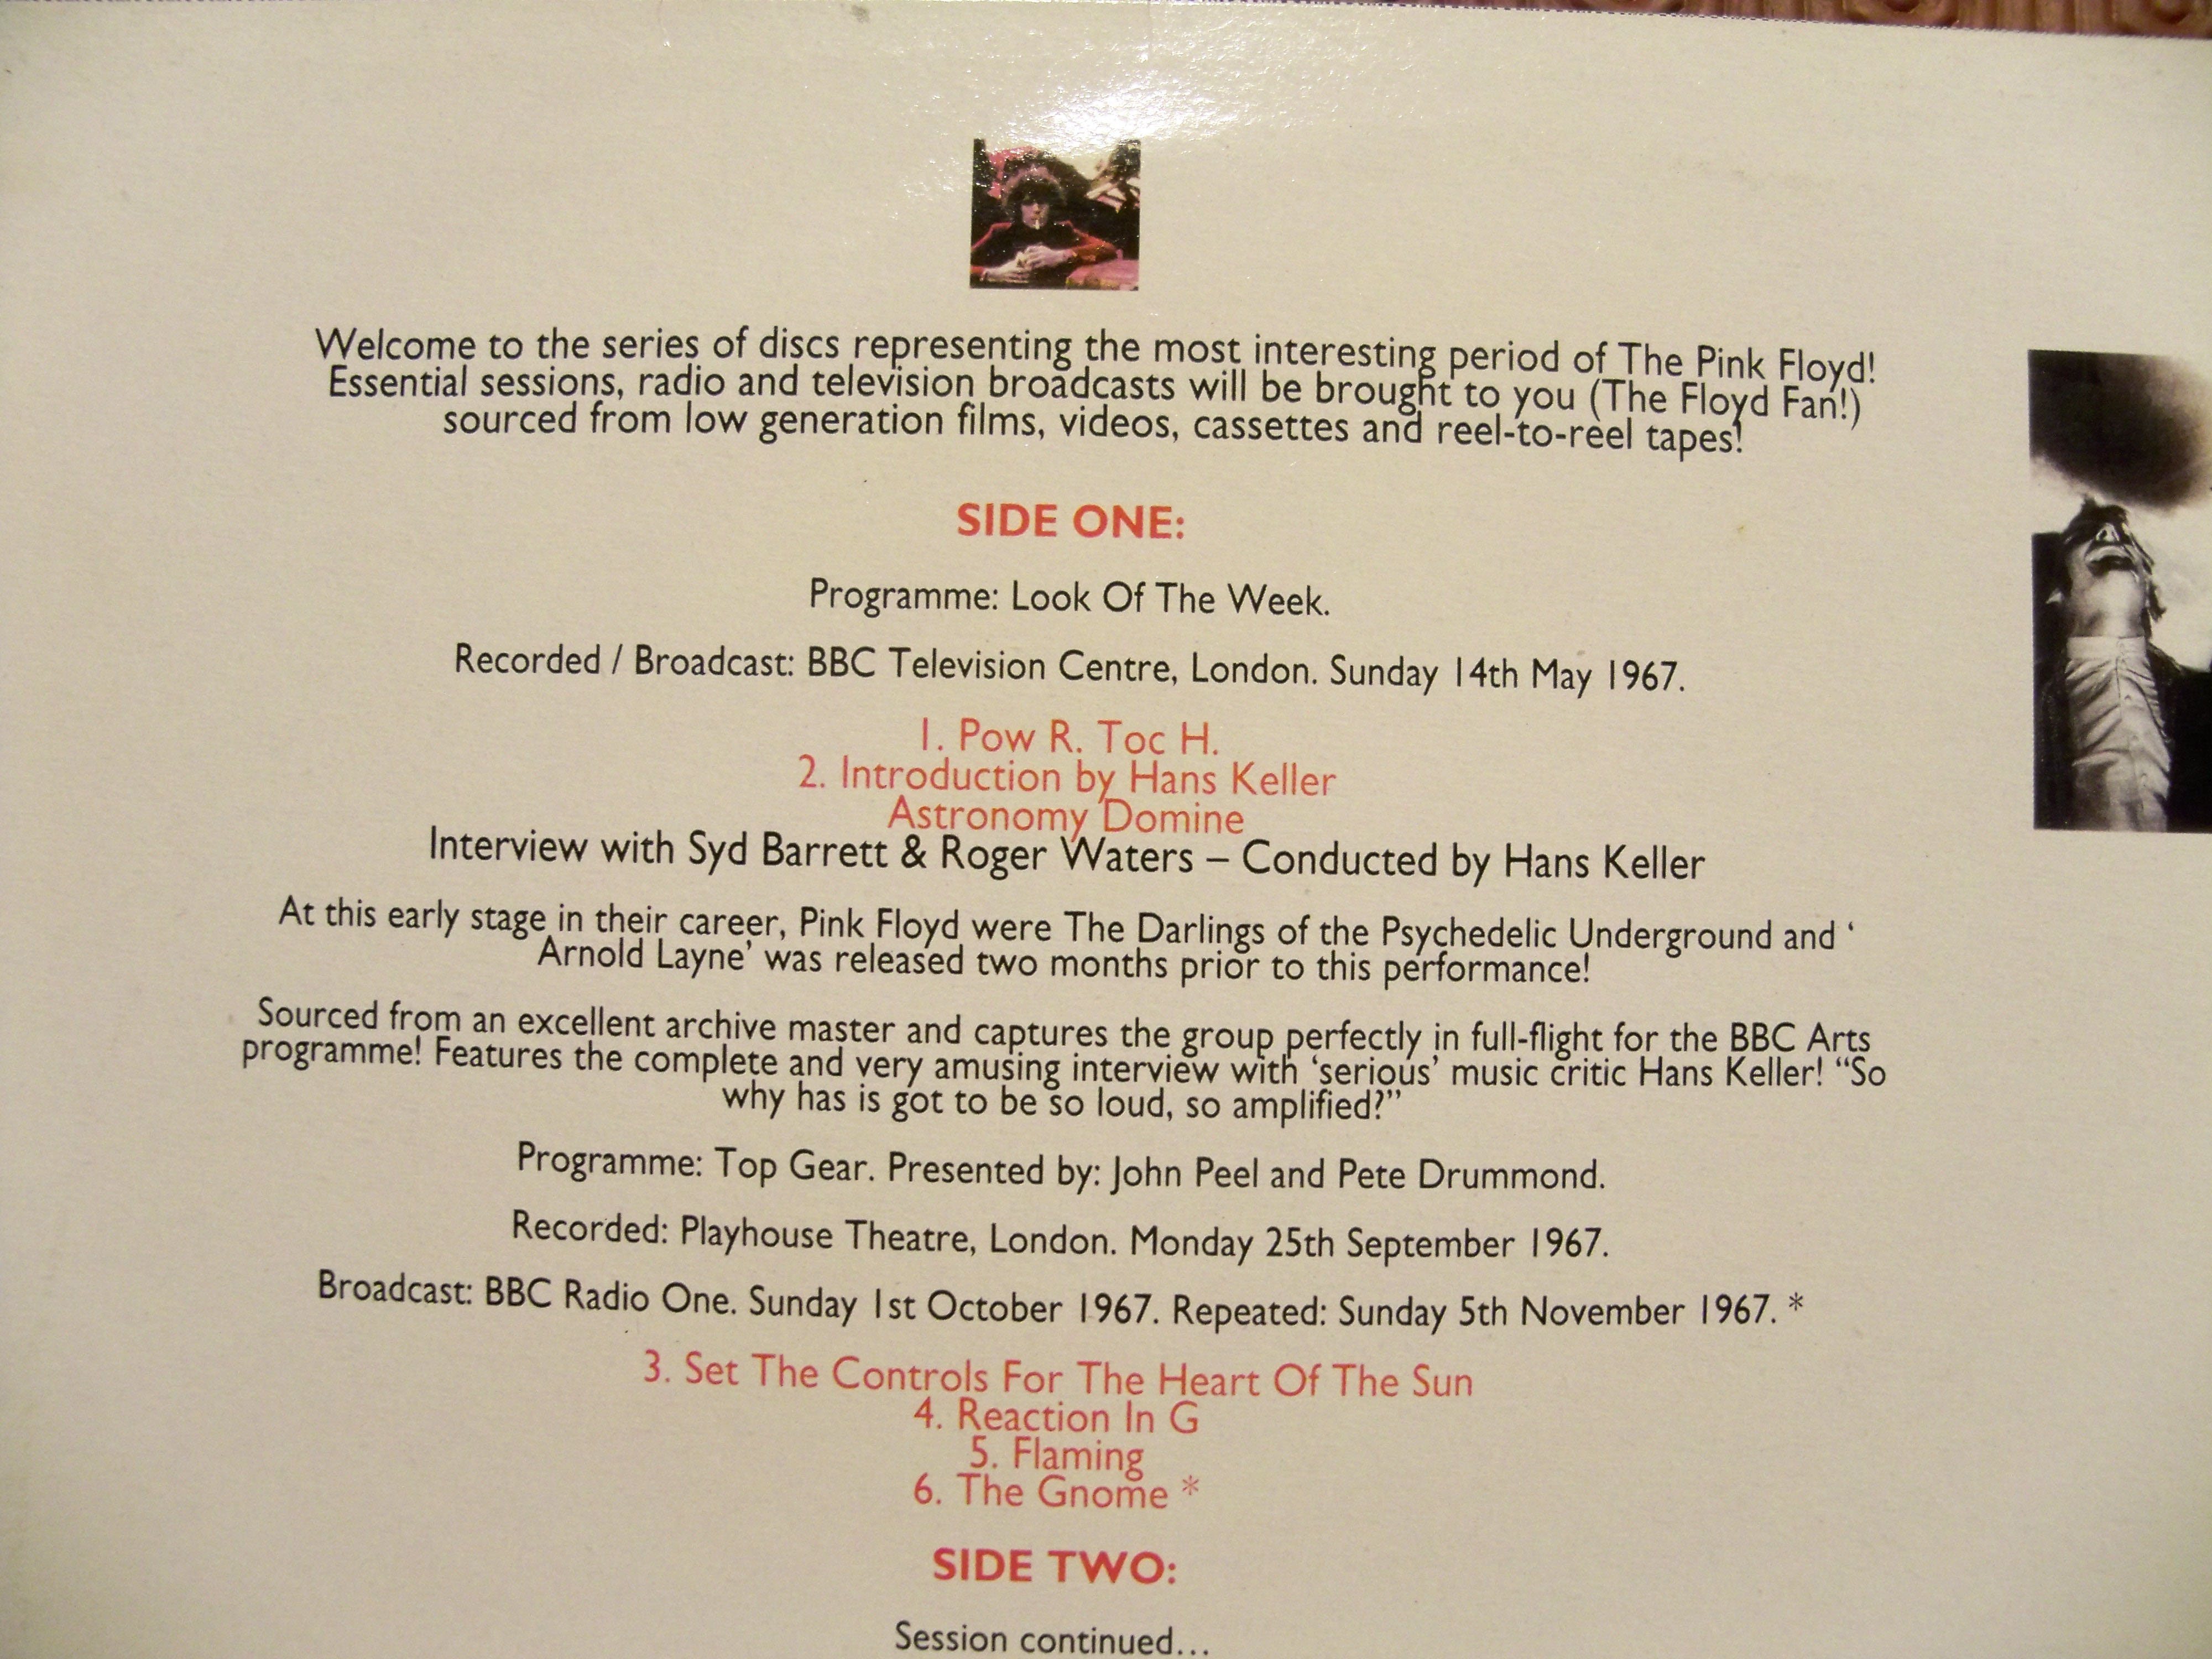 Welcome to the series of discs representing the most interesting period of The Pink Floyd!
Essential sessions, radio and television broadcasts will be brought to you (The Floyd Fan!)
sourced from low generation films, videos, cassettes and reel-to-reel tapes!
SIDE ONE:
Programme: Look Of The Week.
Recorded / Broadcast: BBC Television Centre, London. Sunday 14th May 1967.
1. Pow R. Toc H.
2. Introduction by Hans Keller
Astronomy Domine
Interview with Syd Barrett & Roger Waters – Conducted by Hans Keller
At this early stage in their career, Pink Floyd were The Darlings of the Psychedelic Underground and ‘
Arnold Layne’ was released two months prior to this performance!
Sourced from an excellent archive master and captures the group perfectly in full-flight for the BBC Arts
programme! Features the complete and very amusing interview with ‘serious’ music critic Hans Keller! “So
why has is got to be so loud, so amplified?”
Programme: Top Gear. Presented by: John Peel and Pete Drummond.
Recorded: Playhouse Theatre, London. Monday 25th September 1967.
Broadcast: BBC Radio One. Sunday 1st October 1967. Repeated: Sunday 5th November 1967. *
3. Set The Controls For The Heart Of The Sun
4. Reaction In G
5. Flaming
6. The Gnome *
SIDE TWO:
Session continued...